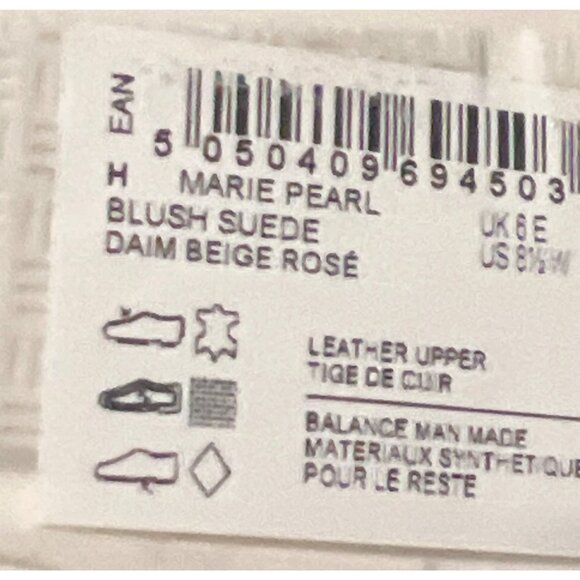 EAN
5 050409 694503
H MARIE PEARL
BLUSH SUEDE
DAIM BEIGE ROSÉ
UK 6 E
US 8½ W
LEATHER UPPER
TIGE DE CUIR
BALANCE MAN MADE
MATERIAUX SYNTHETIQUE
POUR LE RESTE